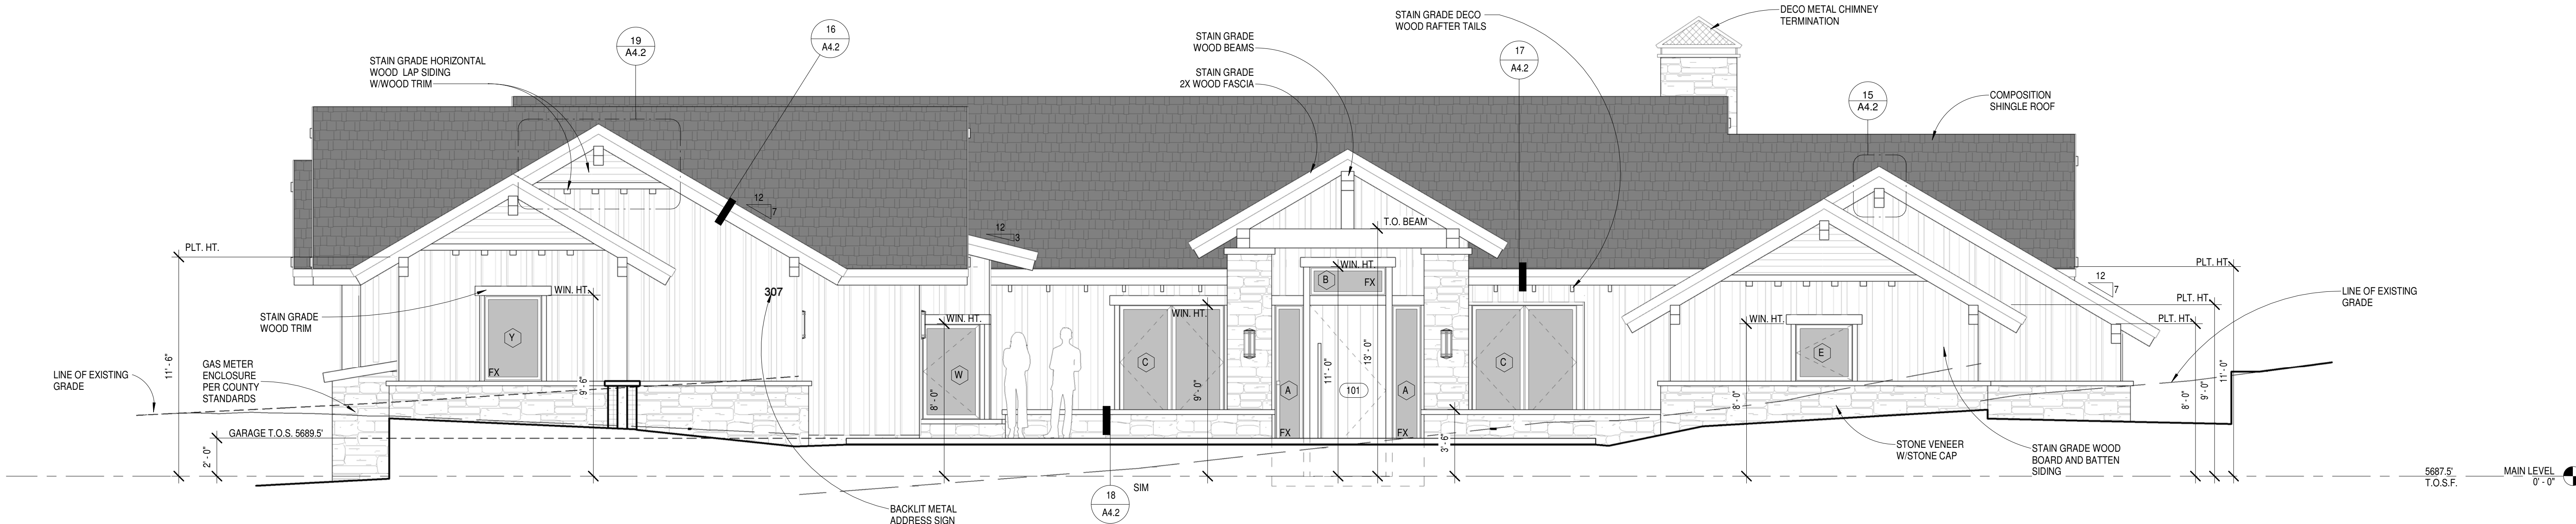 DECO METAL CHIMNEY
TERMINATION
STAIN GRADE DECO
WOOD RAFTER TAILS
16
A4.2
19
A4.2
STAIN GRADE
WOOD BEAMS
17
A4.2
STAIN GRADE HORIZONTAL
WOOD LAP SIDING
W/WOOD TRIM
STAIN GRADE
2X WOOD FASCIA
15
A4.2
COMPOSITION
SHINGLE ROOF
12
7
T.O. BEAM
12
3
PLT. HT.
WIN. HT.
PLT. HT.
B
FX
12
7
307
WIN. HT.
LINE OF EXISTING
GRADE
PLT. HT.
STAIN GRADE
WOOD TRIM
WIN. HT.
WIN. HT.
WIN. HT.
PLT. HT.
Y
FX
W
C
C
E
11' - 6"
GAS METER
ENCLOSURE
PER COUNTY
STANDARDS
LINE OF EXISTING
GRADE
9' - 6"
8' - 0"
9' - 0"
11' - 0"
13' - 0"
A
101
A
8' - 0"
8' - 0"
9' - 0"
11' - 0"
GARAGE T.O.S. 5689.5'
FX
FX
3' - 6"
2' - 0"
STONE VENEER
W/STONE CAP
STAIN GRADE WOOD
BOARD AND BATTEN
SIDING
5687.5'
T.O.S.F.
MAIN LEVEL
0' - 0"
SIM
18
A4.2
BACKLIT METAL
ADDRESS SIGN